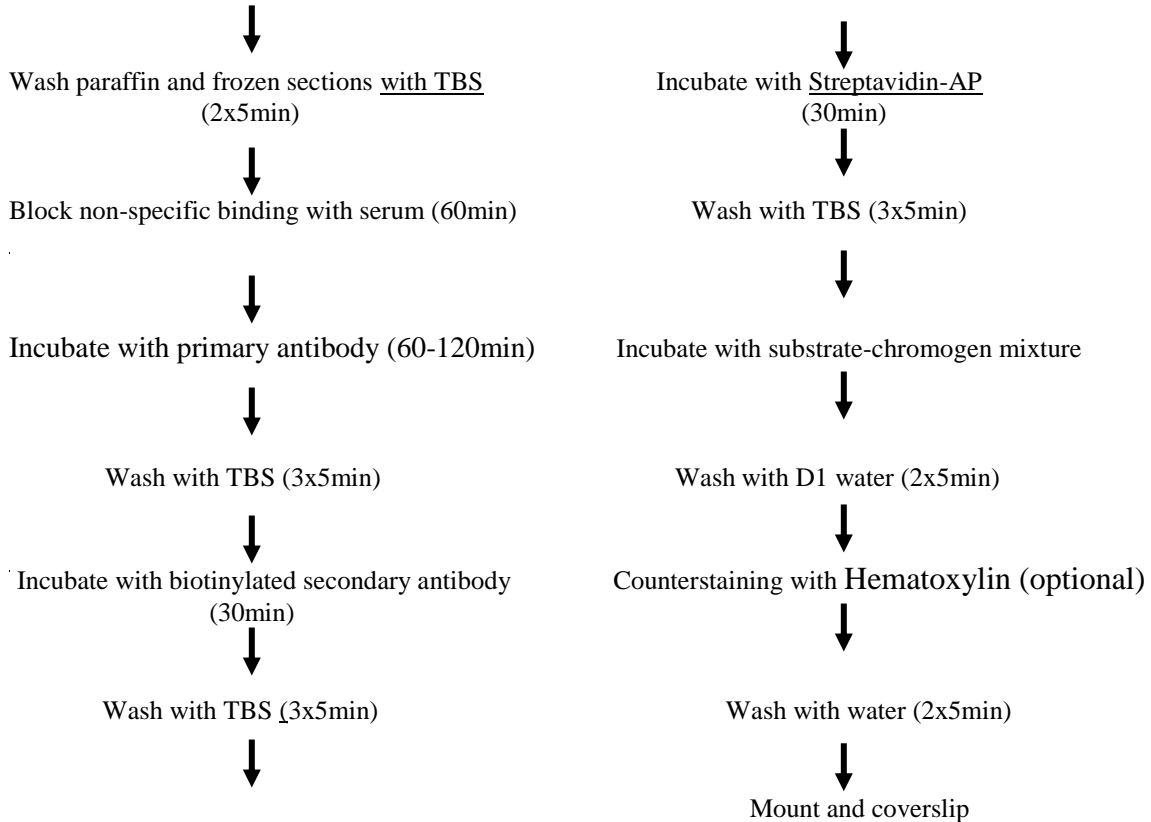 Wash paraffin and frozen sections with TBS
(2x5min)
Block non-specific binding with serum (60min)
Incubate with primary antibody (60-120min)
Wash with TBS (3x5min)
Incubate with biotinylated secondary antibody
(30min)
Wash with TBS (3x5min)
Incubate with Streptavidin-AP
(30min)
Wash with TBS (3x5min)
Incubate with substrate-chromogen mixture
Wash with D1 water (2x5min)
Counterstaining with Hematoxylin (optional)
Wash with water (2x5min)
Mount and coverslip